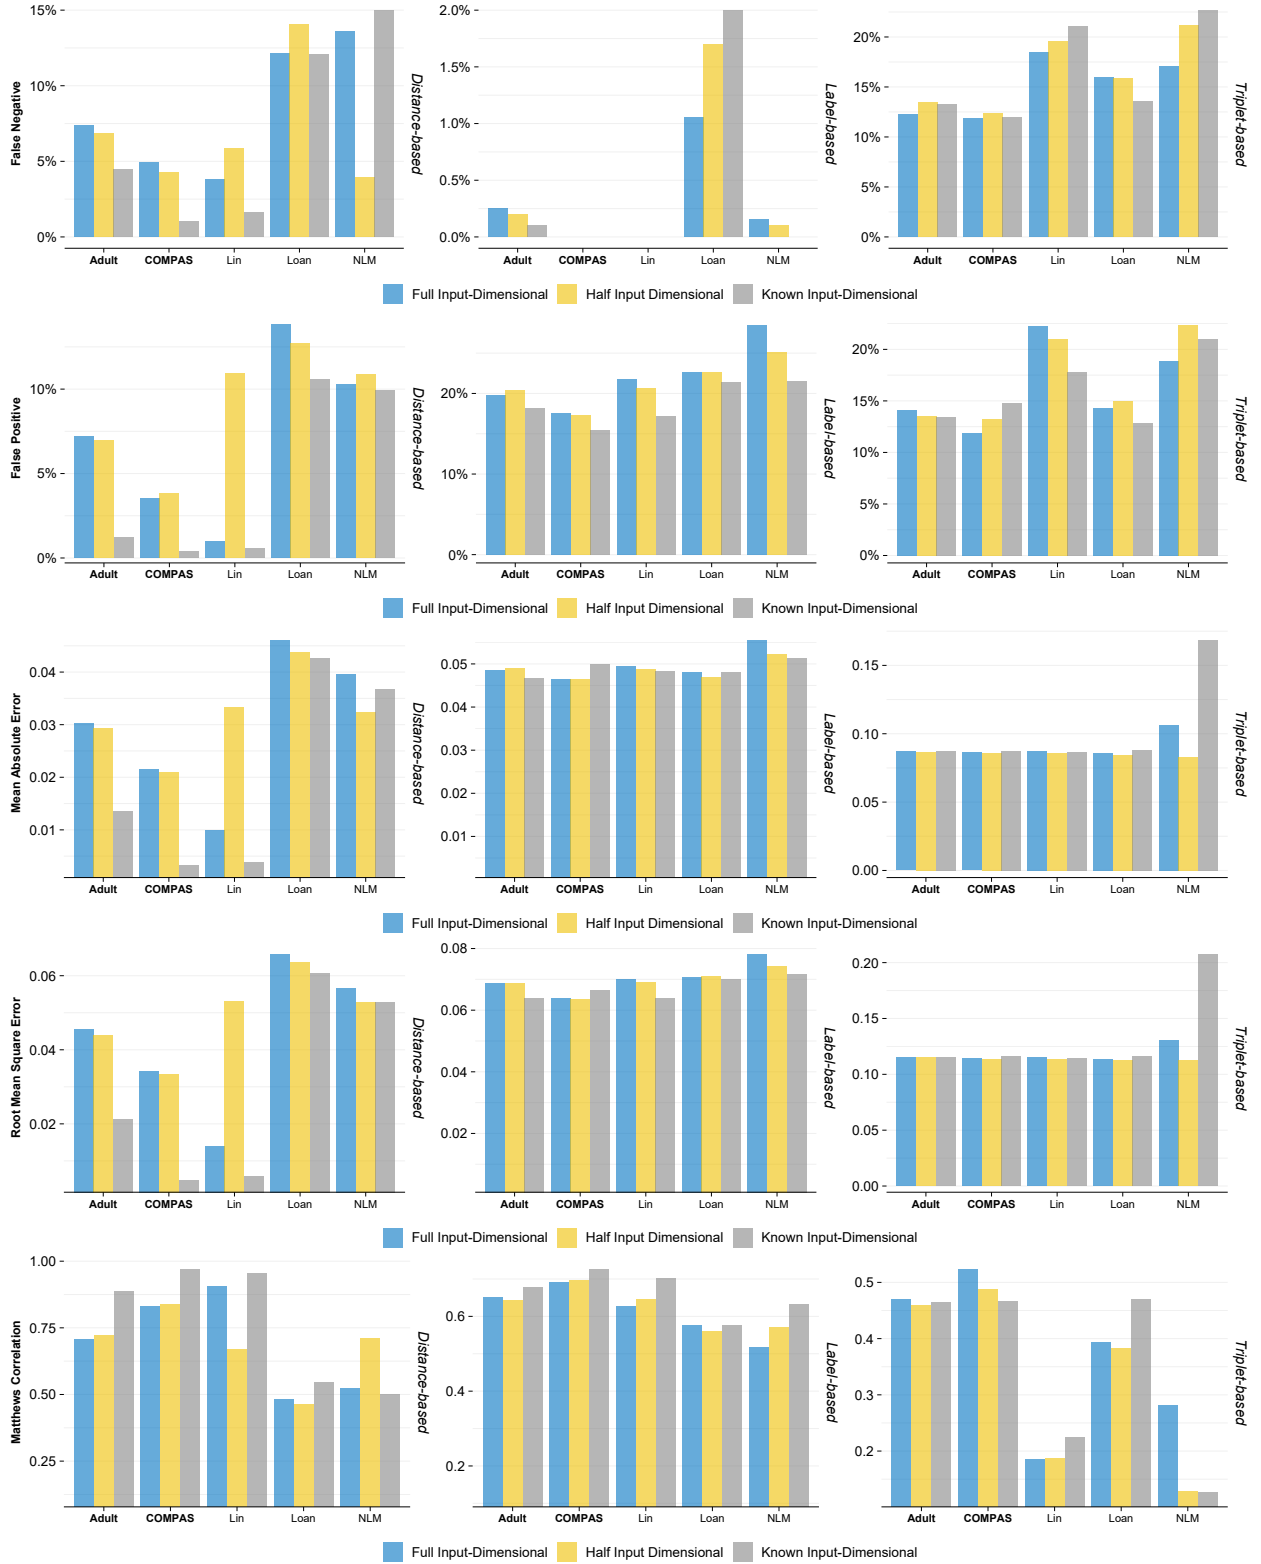 False Negative
15%
10%
5%
0%
Adult COMPAS Lin Loan NLM
Distance-based
2.0%
1.5%
1.0%
0.5%
0.0%
Adult COMPAS Lin Loan NLM
Label-based
20%
15%
10%
5%
0%
Adult COMPAS Lin Loan NLM
Triplet-based
Full Input-Dimensional Half Input Dimensional Known Input-Dimensional
False Positive
10%
5%
0%
Adult COMPAS Lin Loan NLM
Distance-based
20%
10%
0%
Adult COMPAS Lin Loan NLM
Label-based
20%
15%
10%
5%
0%
Adult COMPAS Lin Loan NLM
Triplet-based
Full Input-Dimensional Half Input Dimensional Known Input-Dimensional
Mean Absolute Error
0.04
0.03
0.02
0.01
Adult COMPAS Lin Loan NLM
Distance-based
0.05
0.04
0.03
0.02
0.01
Adult COMPAS Lin Loan NLM
Label-based
0.15
0.10
0.05
0.00
Adult COMPAS Lin Loan NLM
Triplet-based
Full Input-Dimensional Half Input Dimensional Known Input-Dimensional
Root Mean Square Error
0.06
0.04
0.02
Adult COMPAS Lin Loan NLM
Distance-based
0.08
0.06
0.04
0.02
Adult COMPAS Lin Loan NLM
Label-based
0.20
0.15
0.10
0.05
0.00
Adult COMPAS Lin Loan NLM
Triplet-based
Full Input-Dimensional Half Input Dimensional Known Input-Dimensional
Matthews Correlation
1.00
0.75
0.50
0.25
Adult COMPAS Lin Loan NLM
Distance-based
0.6
0.4
0.2
Adult COMPAS Lin Loan NLM
Label-based
0.5
0.4
0.3
0.2
Adult COMPAS Lin Loan NLM
Triplet-based
Full Input-Dimensional Half Input Dimensional Known Input-Dimensional